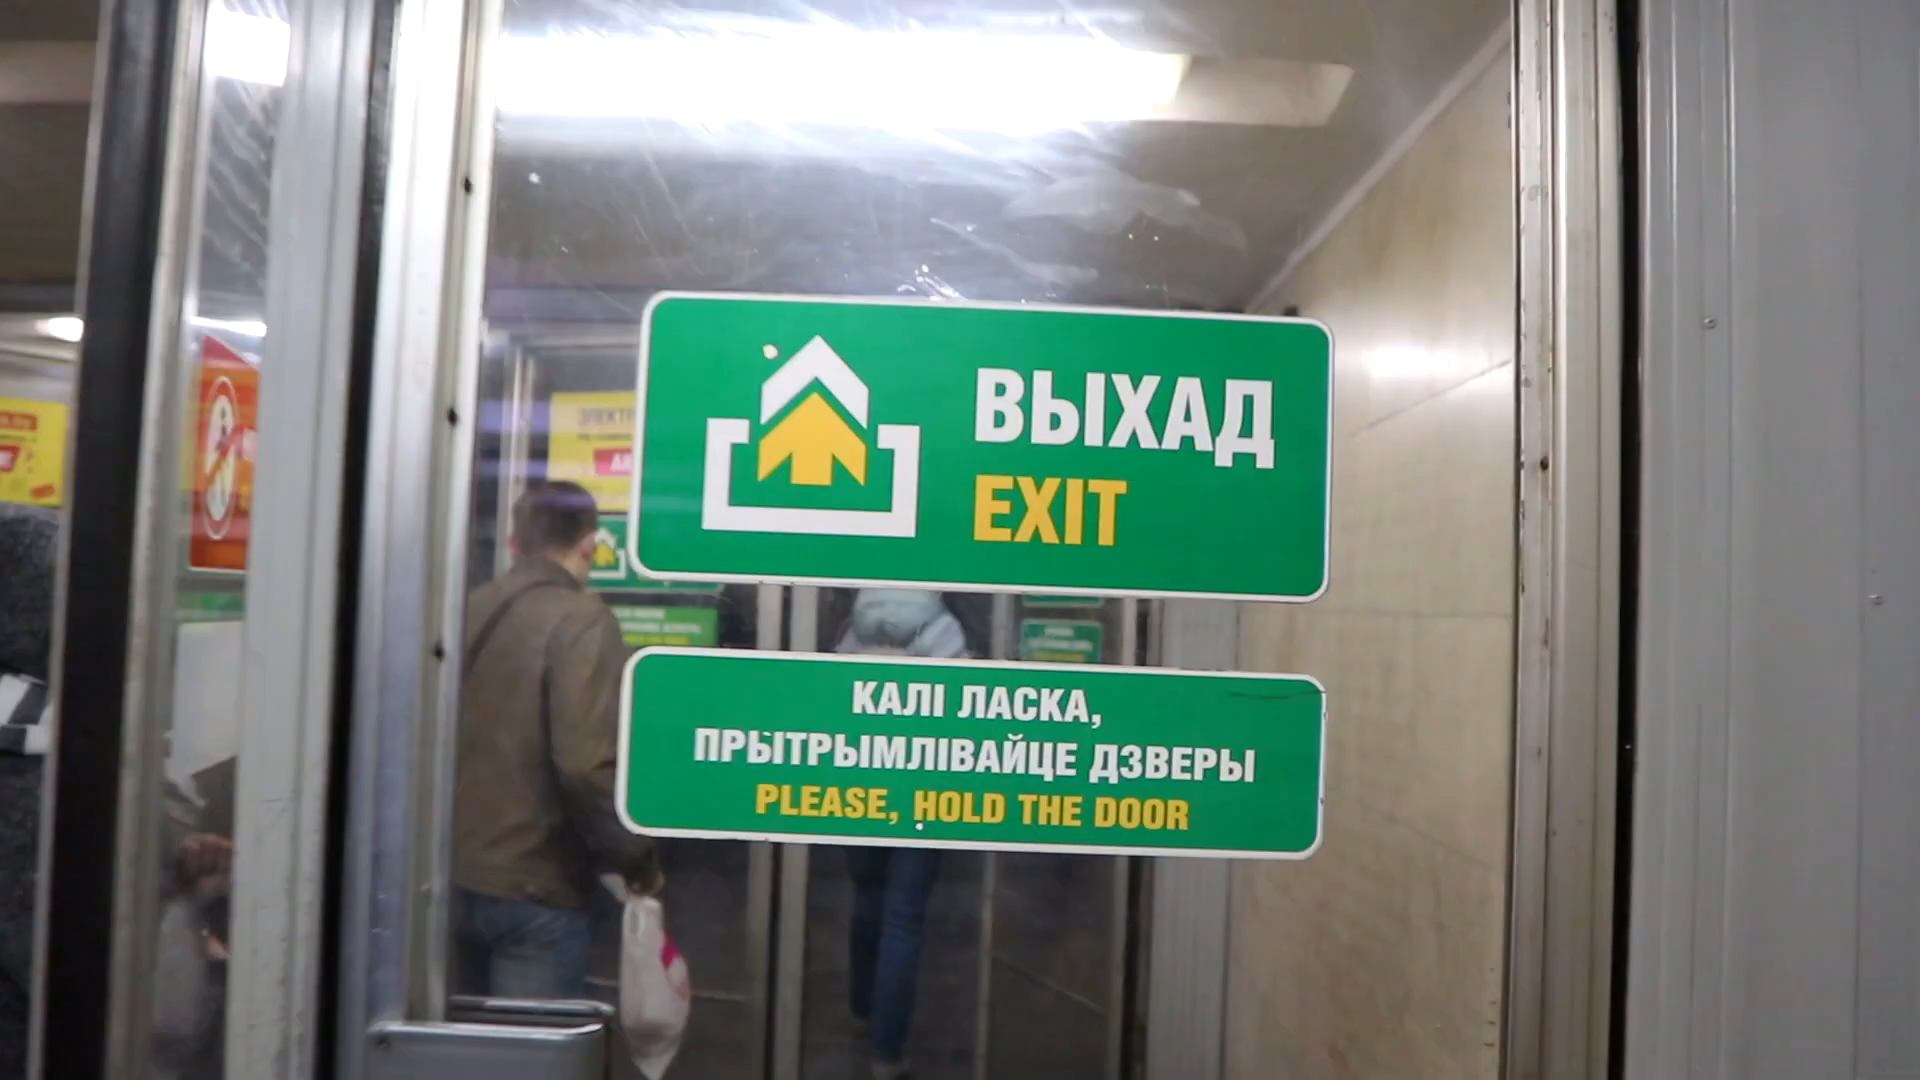 ВЫХАД
EXIT
КАЛІ ЛАСКА,
ПРЫТРЫМЛІВАЙЦЕ ДЗВЕРЫ
PLEASE, HOLD THE DOOR